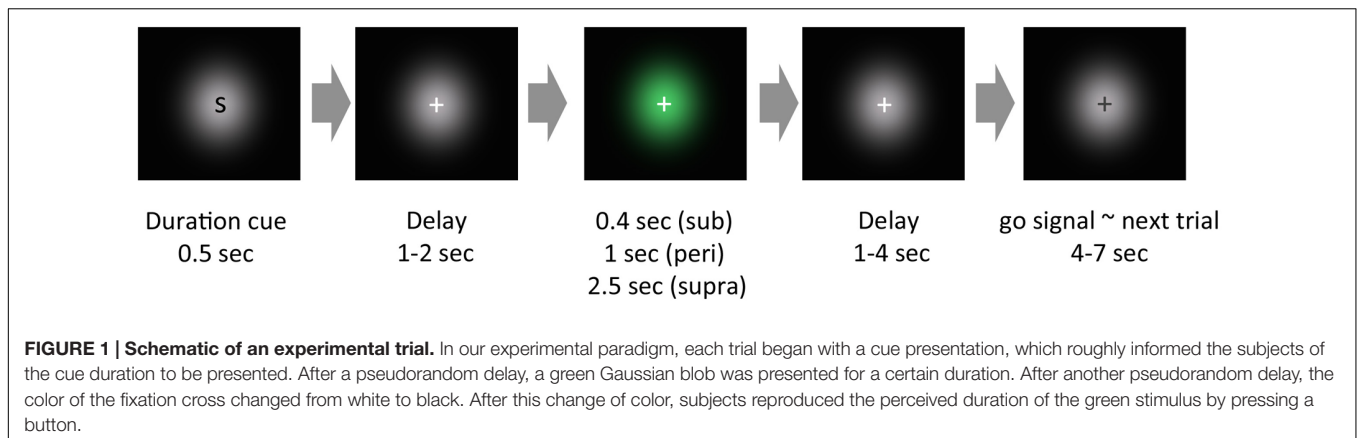 S
+
+
+
+
Duration cue
0.5 sec
Delay
1-2 sec
0.4 sec (sub)
1 sec (peri)
2.5 sec (supra)
Delay
1-4 sec
go signal ~ next trial
4-7 sec
FIGURE 1 | Schematic of an experimental trial. In our experimental paradigm, each trial began with a cue presentation, which roughly informed the subjects of
the cue duration to be presented. After a pseudorandom delay, a green Gaussian blob was presented for a certain duration. After another pseudorandom delay, the
color of the fixation cross changed from white to black. After this change of color, subjects reproduced the perceived duration of the green stimulus by pressing a
button.